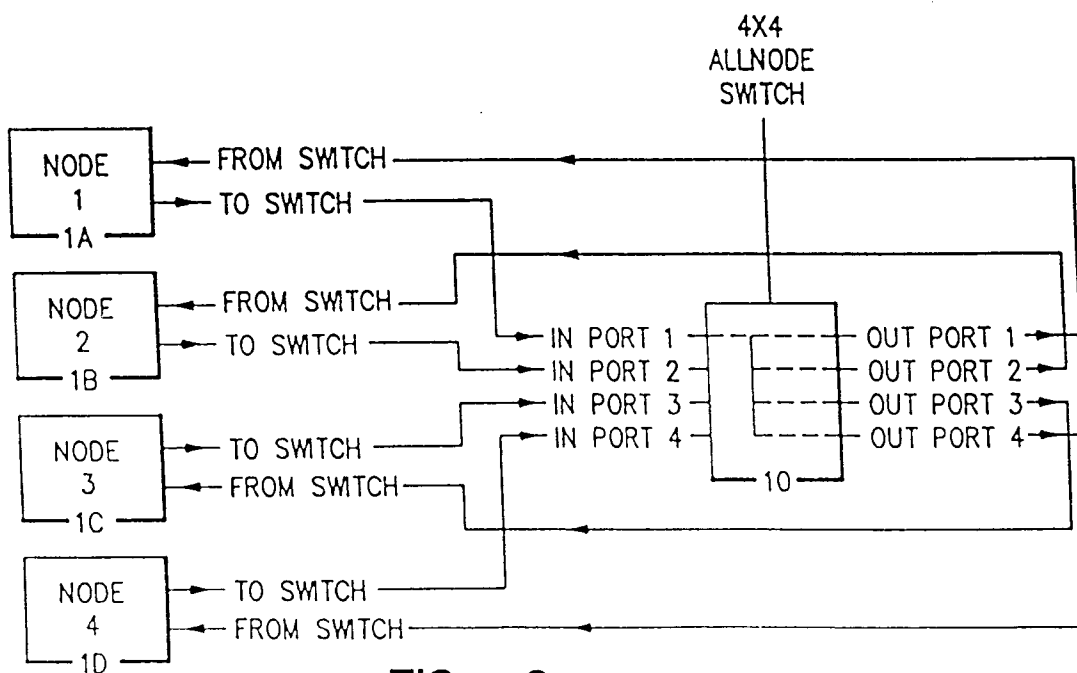 4X4
ALLNODE
SWITCH
NODE
1
1A
FROM SWITCH
TO SWITCH
NODE
2
1B
FROM SWITCH
TO SWITCH
IN PORT 1
IN PORT 2
IN PORT 3
IN PORT 4
OUT PORT 1
OUT PORT 2
OUT PORT 3
OUT PORT 4
10
NODE
3
1C
TO SWITCH
FROM SWITCH
NODE
4
1D
TO SWITCH
FROM SWITCH